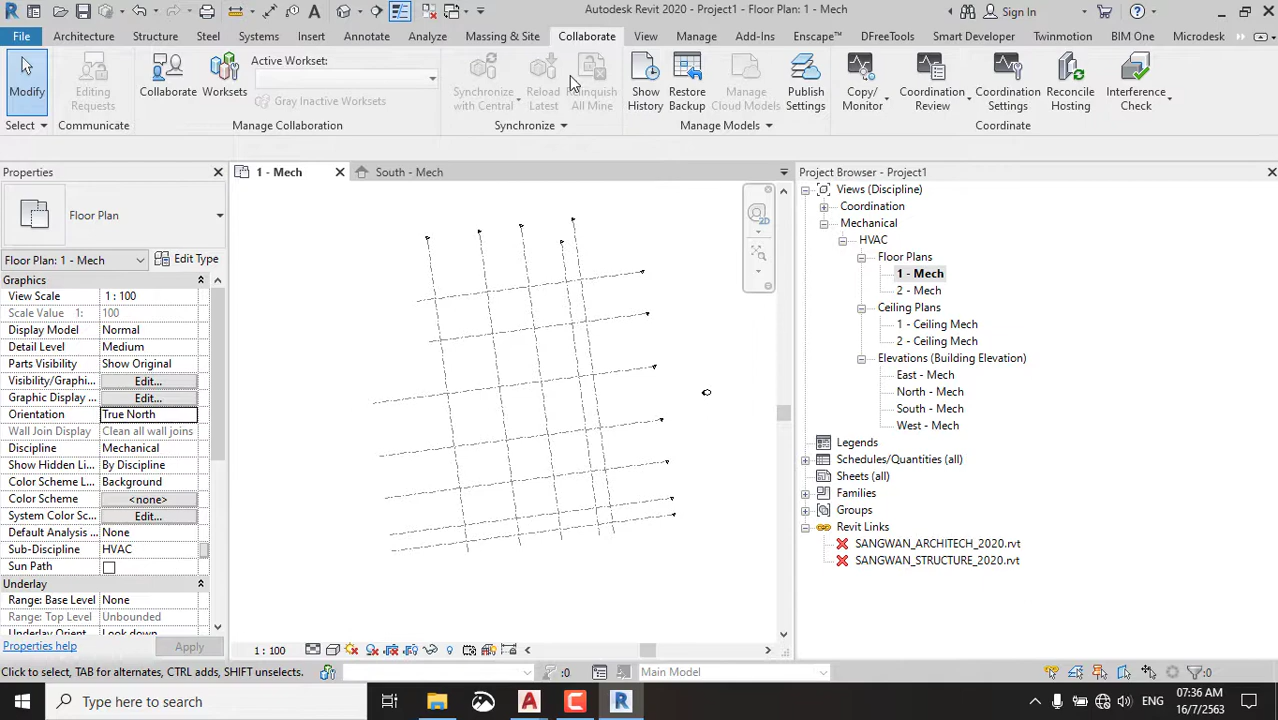 Autodesk Revit 2020 - Project1 - Floor Plan: 1 - Mech
Sign In
File
Architecture
Structure
Steel
Systems
Insert
Annotate
Analyze
Massing & Site
Collaborate
View
Manage
Add-Ins
Enscape™
DFreeTools
Smart Developer
Twinmotion
BIM One
Microdesk
Modify
Select
Editing
Requests
Communicate
Collaborate
Worksets
Active Workset:
Gray Inactive Worksets
Manage Collaboration
Synchronize
with Central
Reload
Latest
Relinquish
All Mine
Synchronize
Show
History
Restore
Backup
Manage
Cloud Models
Publish
Settings
Manage Models
Copy/
Monitor
Coordination
Review
Coordination
Settings
Reconcile
Hosting
Interference
Check
Coordinate
Properties
Floor Plan
Floor Plan: 1 - Mech
Edit Type
Graphics
View Scale 1 : 100
Scale Value 1: 100
Display Model Normal
Detail Level Medium
Parts Visibility Show Original
Visibility/Graphi... Edit...
Graphic Display ... Edit...
Orientation True North
Wall Join Display Clean all wall joins
Discipline Mechanical
Show Hidden Li... By Discipline
Color Scheme L... Background
Color Scheme <none>
System Color Sc... Edit...
Default Analysis ... None
Sub-Discipline HVAC
Sun Path
Underlay
Range: Base Level None
Range: Top Level Unbounded
Underlay Orient... Look down
Properties help
Apply
1 - Mech
South - Mech
2D
1 : 100
Project Browser - Project1
Views (Discipline)
Coordination
Mechanical
HVAC
Floor Plans
1 - Mech
2 - Mech
Ceiling Plans
1 - Ceiling Mech
2 - Ceiling Mech
Elevations (Building Elevation)
East - Mech
North - Mech
South - Mech
West - Mech
Legends
Schedules/Quantities (all)
Sheets (all)
Families
Groups
Revit Links
SANGWAN_ARCHITECH_2020.rvt
SANGWAN_STRUCTURE_2020.rvt
Click to select, TAB for alternates, CTRL adds, SHIFT unselects.
:0
Main Model
:0
Type here to search
ENG
07:36 AM
16/7/2563